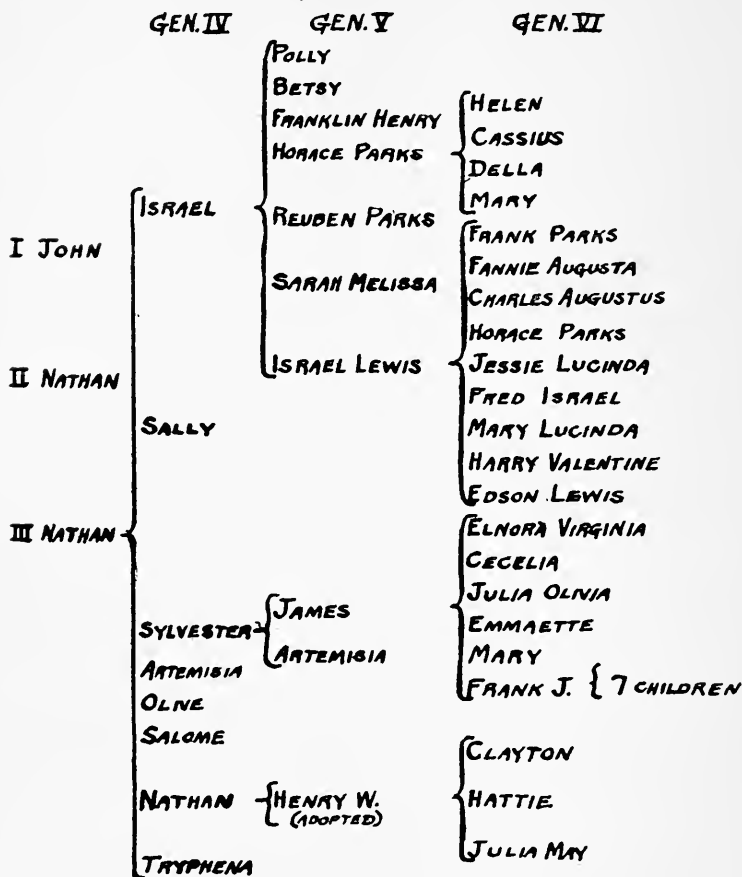 GEN. IV GEN. V GEN. VI
POLLY
BETSY
FRANKLIN HENRY
HORACE PARKS
HELEN
CASSIUS
DELLA
MARY
ISRAEL
REUBEN PARKS
SARAH MELISSA
ISRAEL LEWIS
FRANK PARKS
FANNIE AUGUSTA
CHARLES AUGUSTUS
HORACE PARKS
JESSIE LUCINDA
FRED ISRAEL
MARY LUCINDA
HARRY VALENTINE
EDSON LEWIS
I JOHN
II NATHAN
III NATHAN
SALLY
SYLVESTER
JAMES
ARTEMISIA
ELNORA VIRGINIA
CECELIA
JULIA OLIVIA
EMMAETTE
MARY
FRANK J. { 7 CHILDREN
ARTEMISIA
OLIVE
SALOME
NATHAN
HENRY W.
(ADOPTED)
CLAYTON
HATTIE
JULIA MAY
TRYPHENA